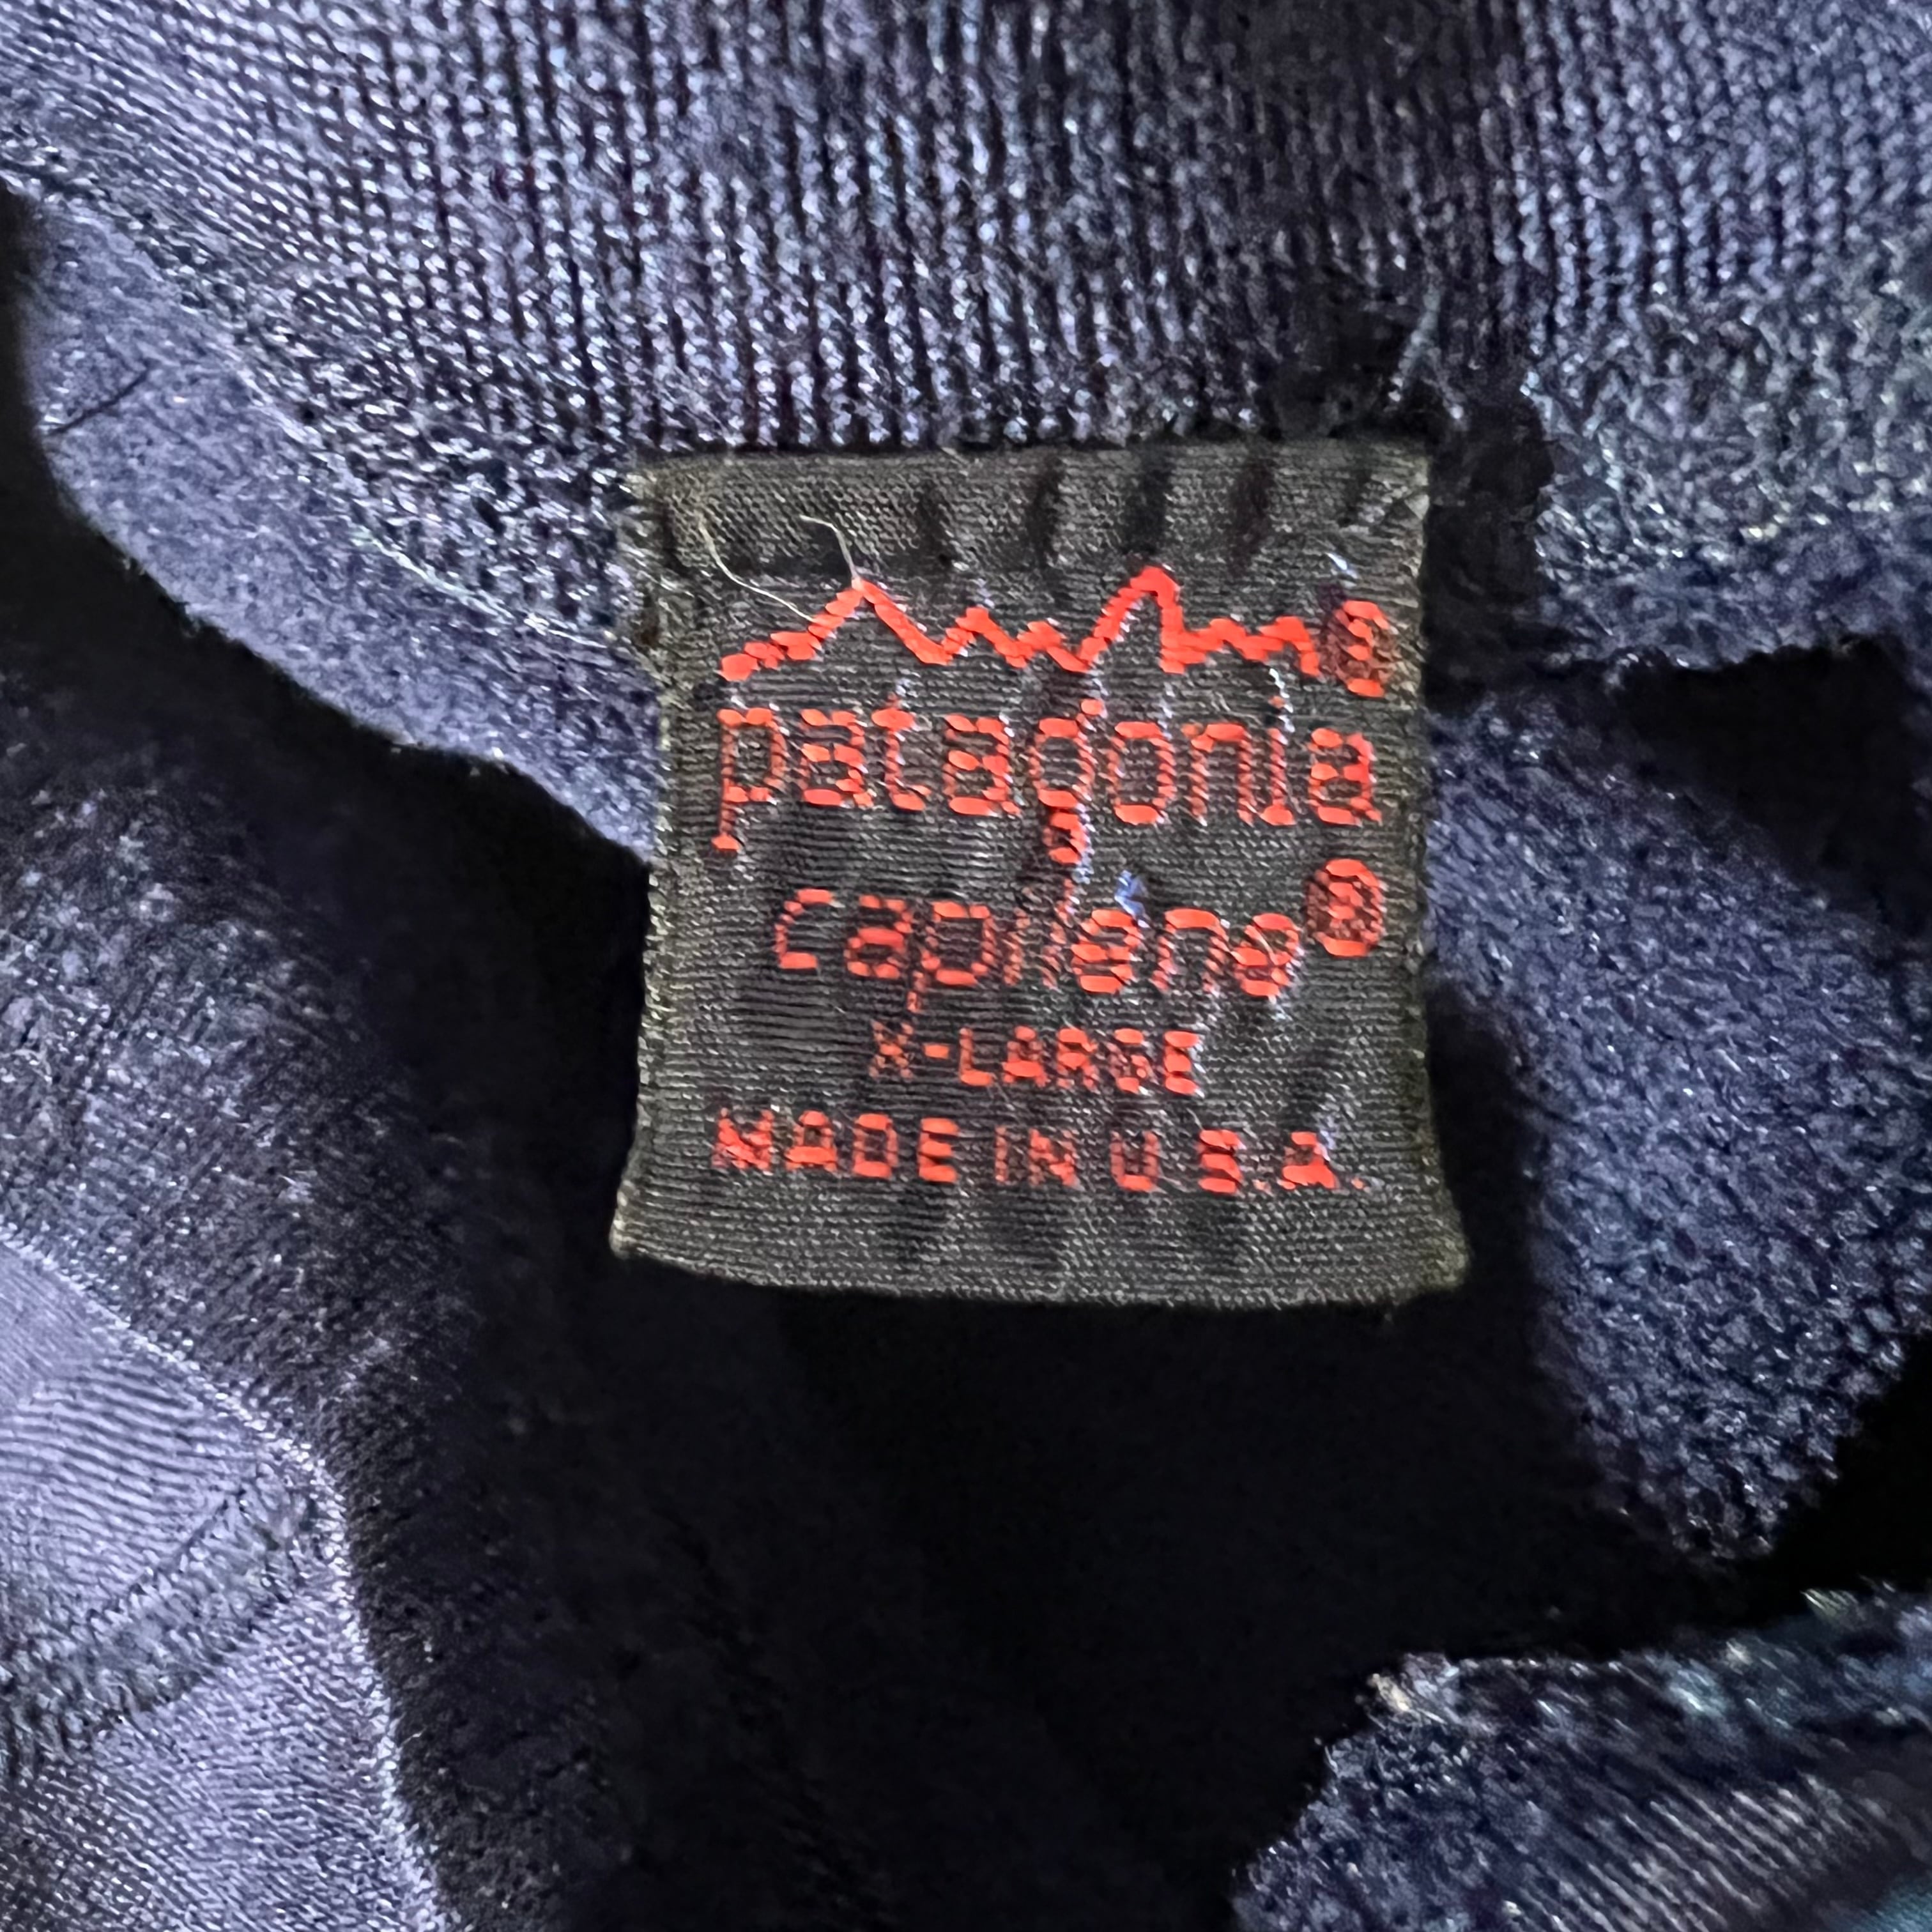 patagonia®
capilene®
X-LARGE
MADE IN U.S.A.